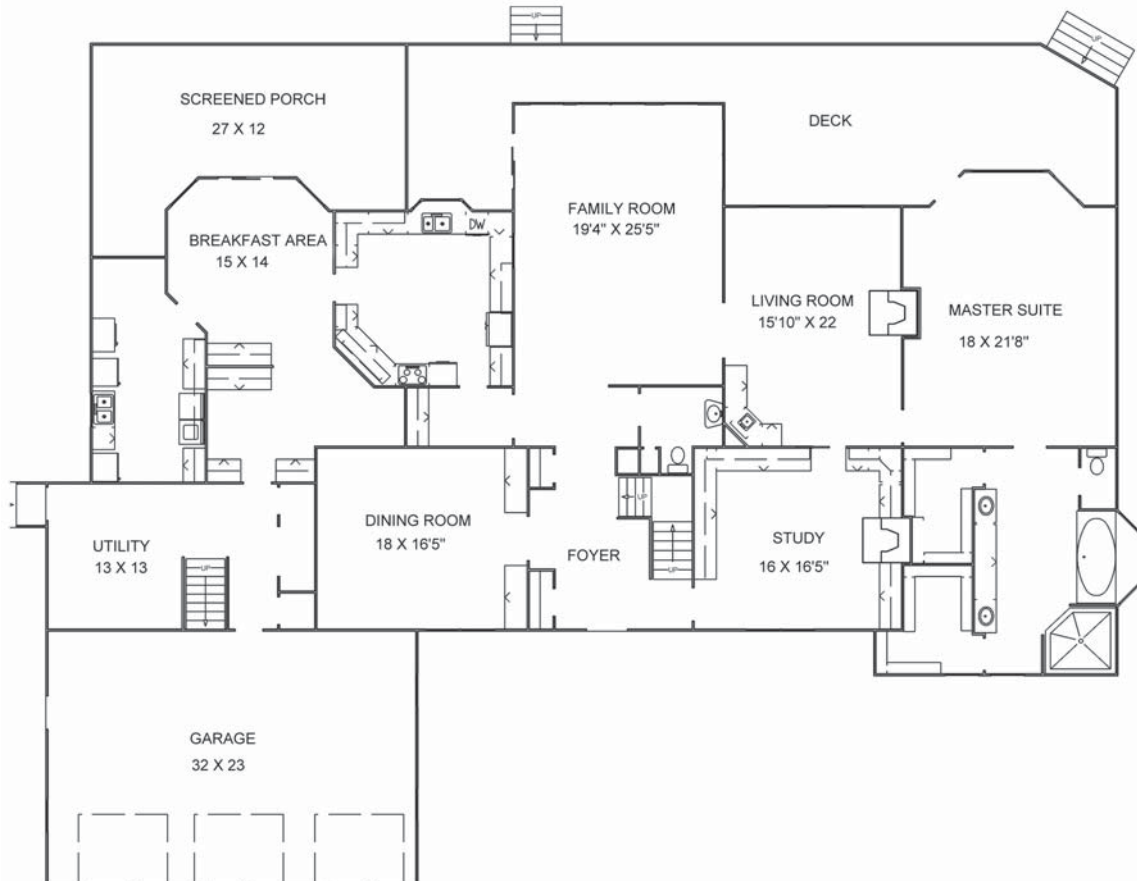 UP
UP
SCREENED PORCH
27 X 12
DECK
FAMILY ROOM
19'4" X 25'5"
DW
BREAKFAST AREA
15 X 14
LIVING ROOM
15'10" X 22
MASTER SUITE
18 X 21'8"
UP
DINING ROOM
18 X 16'5"
UTILITY
13 X 13
FOYER
STUDY
16 X 16'5"
UP
UP
GARAGE
32 X 23